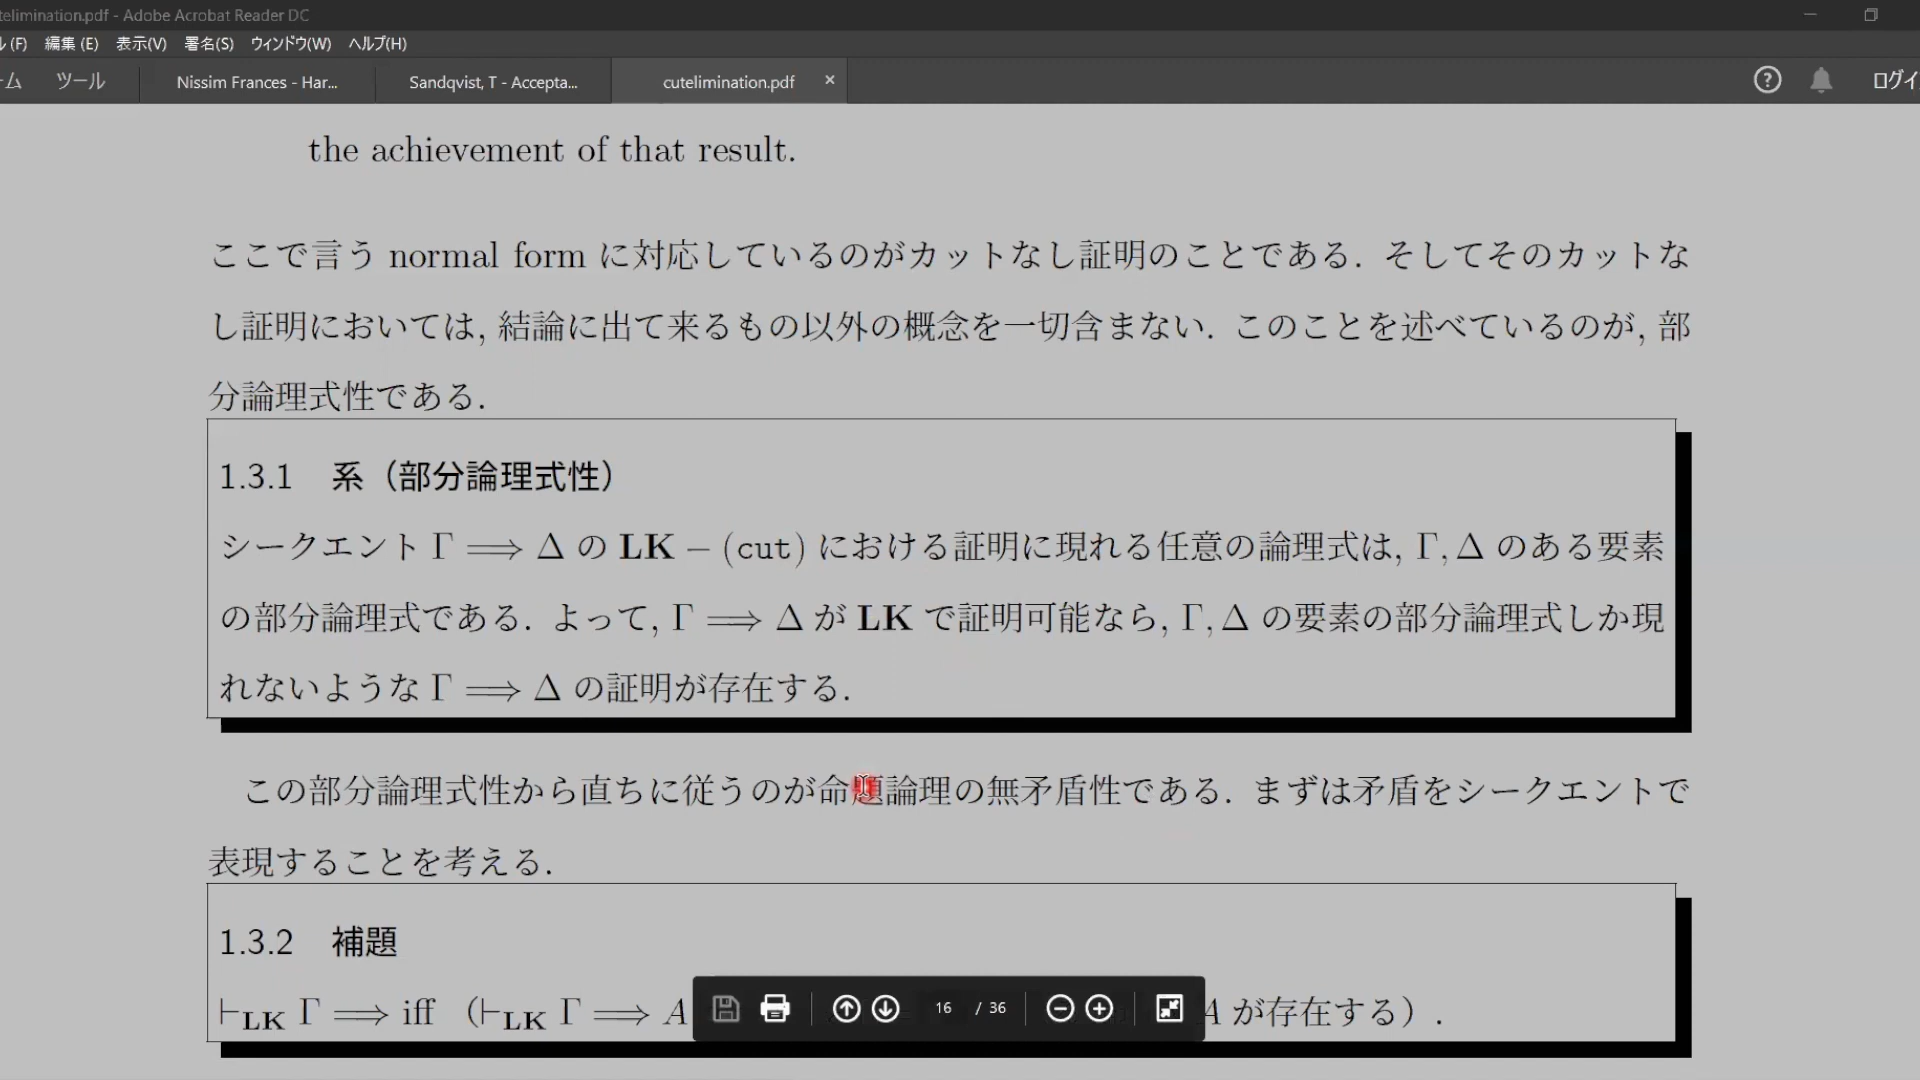 telimination.pdf - Adobe Acrobat Reader DC
ル(F) 編集(E) 表示(V) 署名(S) ウィンドウ(W) ヘルプ(H)
ーム ツール Nissim Frances - Har... Sandqvist, T - Accepta... cutelimination.pdf × ? ログイ
the achievement of that result.
ここで言う normal form に対応しているのがカットなし証明のことである. そしてそのカットな
し証明においては, 結論に出て来るもの以外の概念を一切含まない. このことを述べているのが, 部
分論理式性である.
1.3.1 系（部分論理式性）
シークエント Γ ⟹ Δ の LK − (cut) における証明に現れる任意の論理式は, Γ, Δ のある要素
の部分論理式である. よって, Γ ⟹ Δ が LK で証明可能なら, Γ, Δ の要素の部分論理式しか現
れないような Γ ⟹ Δ の証明が存在する.
この部分論理式性から直ちに従うのが命題論理の無矛盾性である. まずは矛盾をシークエントで
表現することを考える.
1.3.2 補題
⊢LK Γ ⟹ iff （⊢LK Γ ⟹ A A が存在する）.
16 / 36